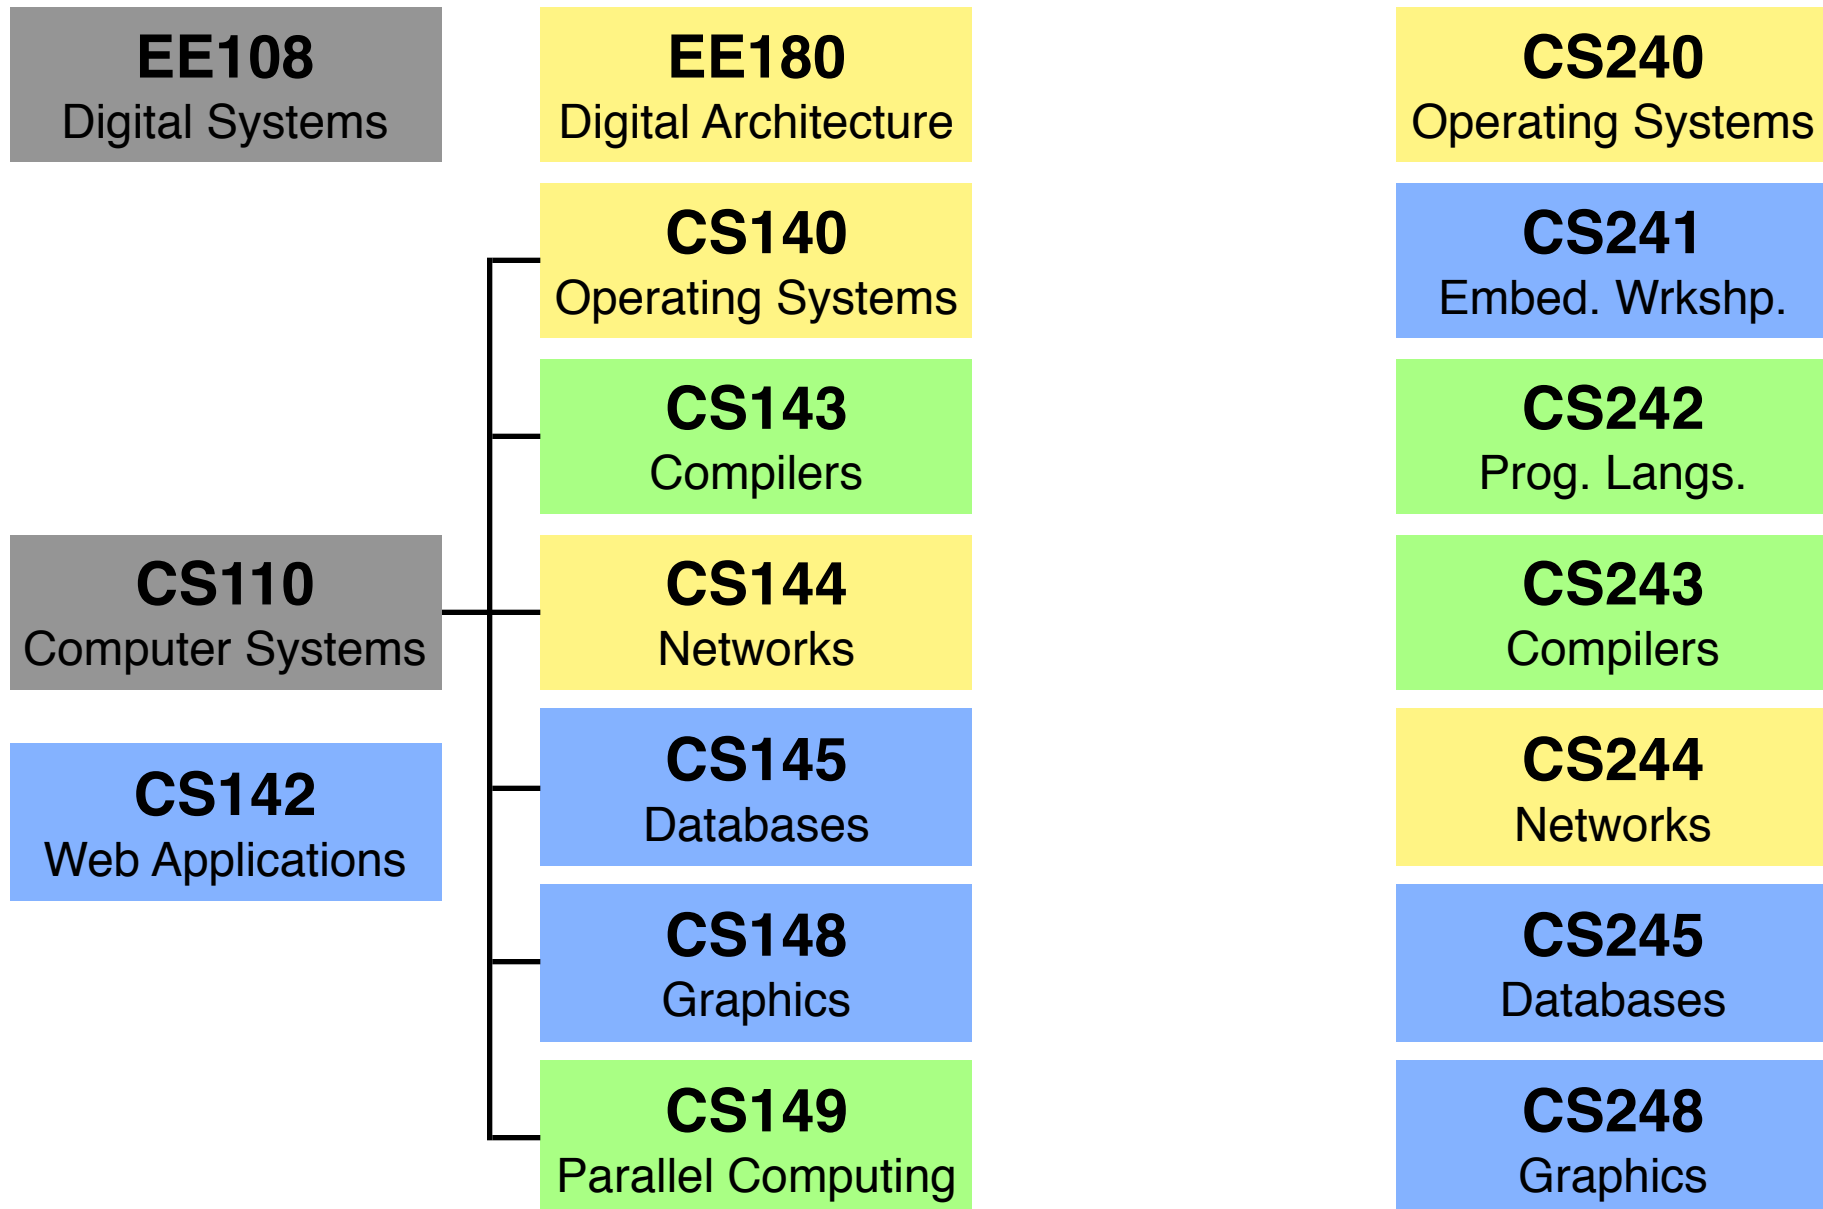 EE108
Digital Systems
CS110
Computer Systems
CS142
Web Applications
EE180
Digital Architecture
CS140
Operating Systems
CS143
Compilers
CS144
Networks
CS145
Databases
CS148
Graphics
CS149
Parallel Computing
CS240
Operating Systems
CS241
Embed. Wrkshp.
CS242
Prog. Langs.
CS243
Compilers
CS244
Networks
CS245
Databases
CS248
Graphics